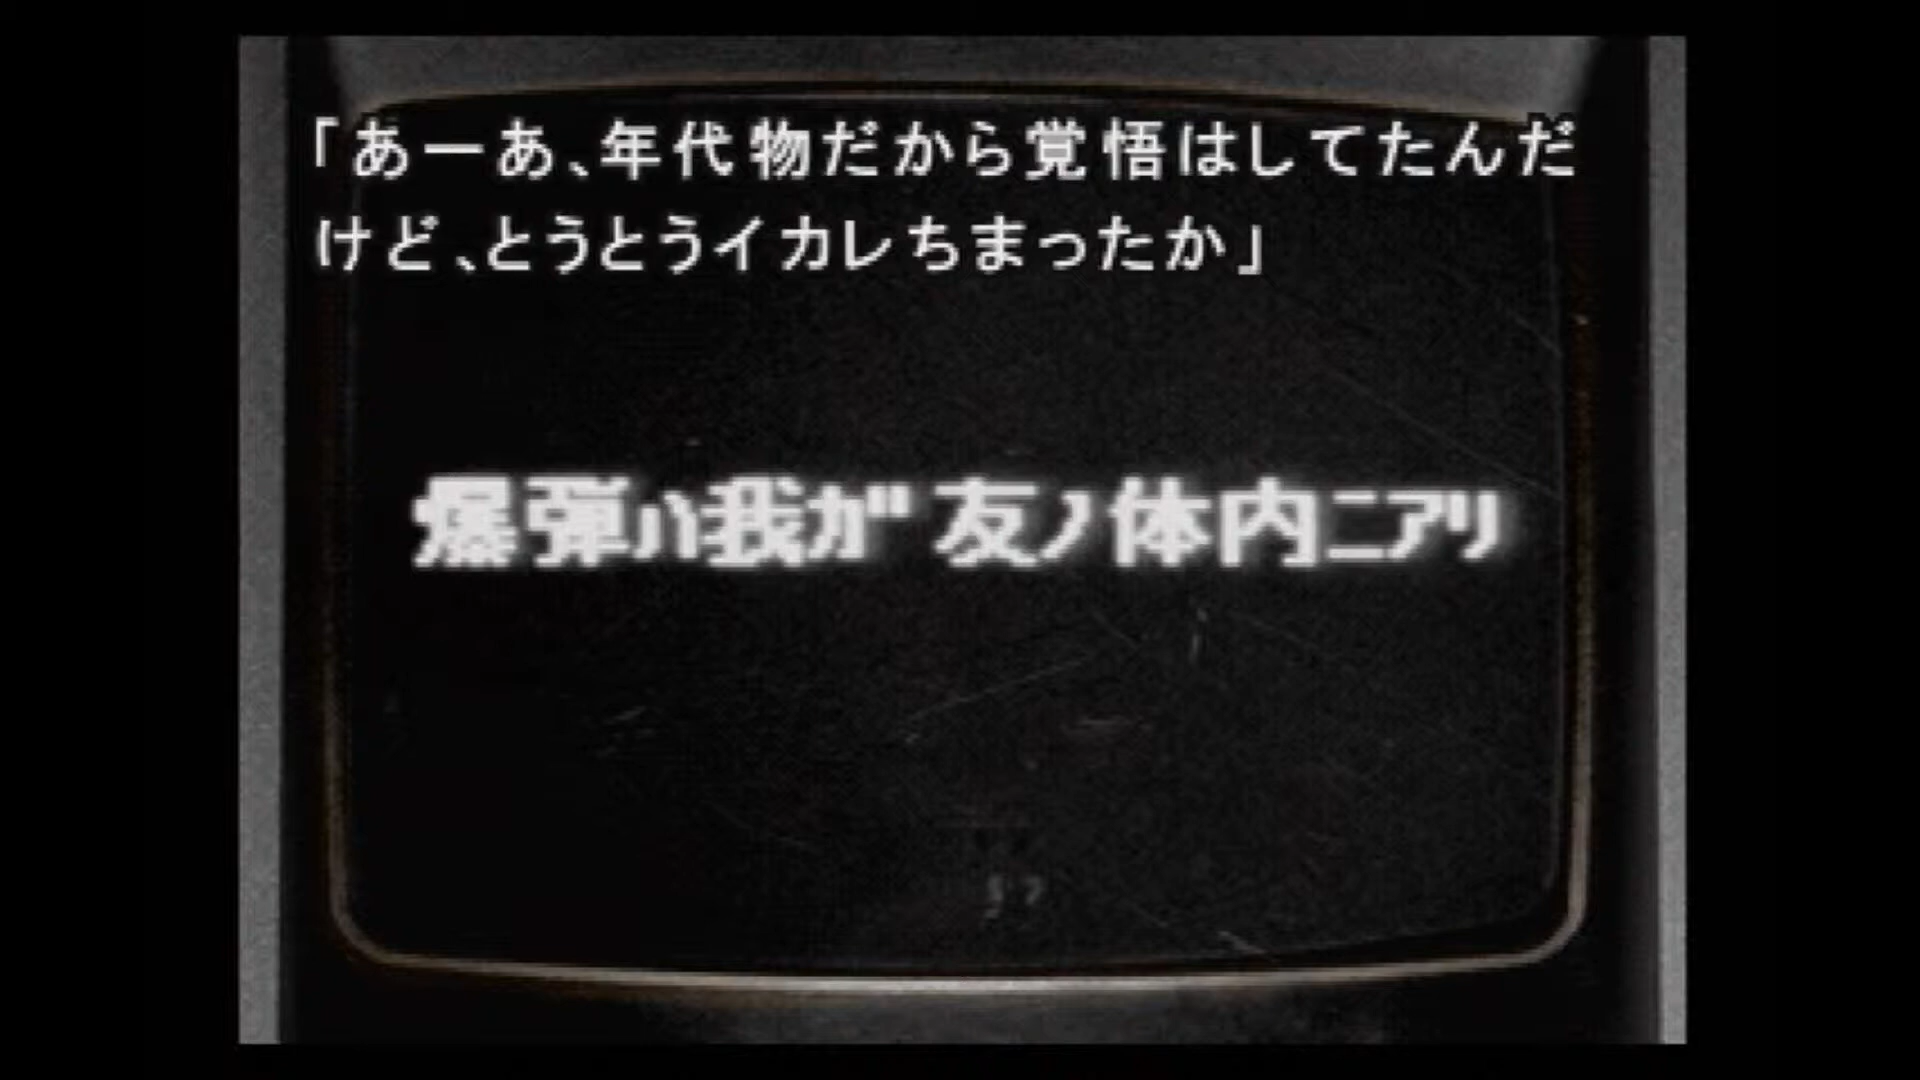 「あーあ、年代物だから覚悟はしてたんだ
けど、とうとうイカレちまったか」
爆弾ハ我ガ友ノ体内ニアリ